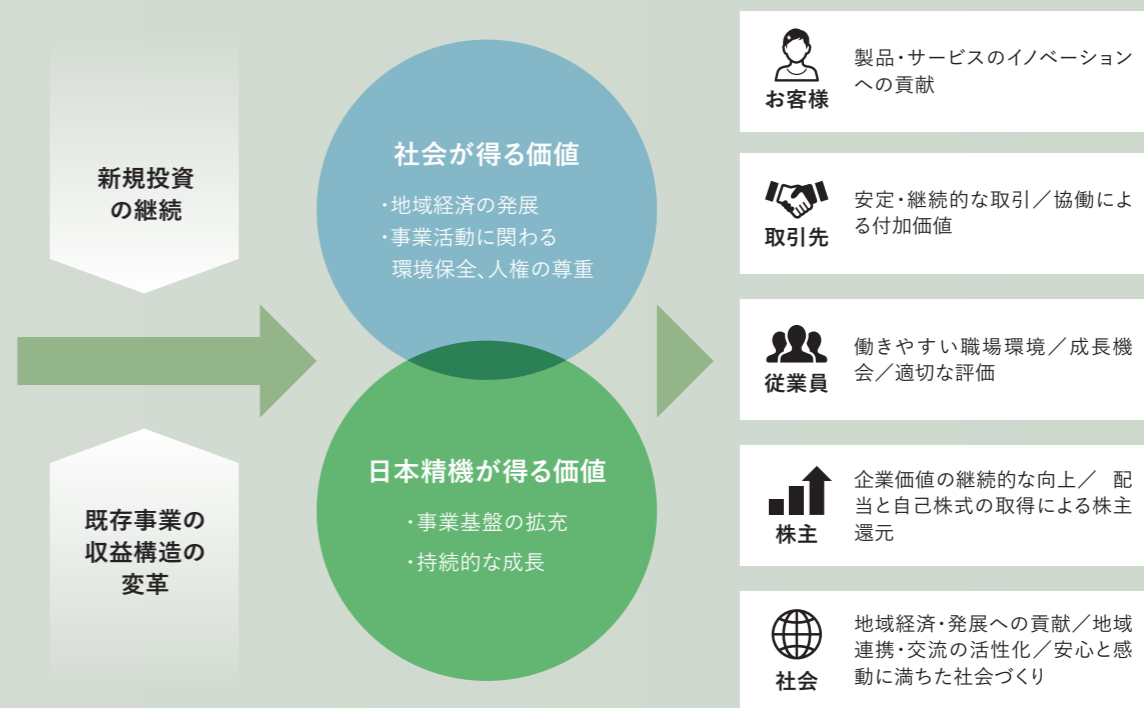 新規投資
の継続
既存事業の
収益構造の
変革
社会が得る価値
・地域経済の発展
・事業活動に関わる
環境保全、人権の尊重
日本精機が得る価値
・事業基盤の拡充
・持続的な成長
お客様
製品・サービスのイノベーション
への貢献
取引先
安定・継続的な取引／協働によ
る付加価値
従業員
働きやすい職場環境／成長機
会／適切な評価
株主
企業価値の継続的な向上／ 配
当と自己株式の取得による株主
還元
社会
地域経済・発展への貢献／地域
連携・交流の活性化／安心と感
動に満ちた社会づくり